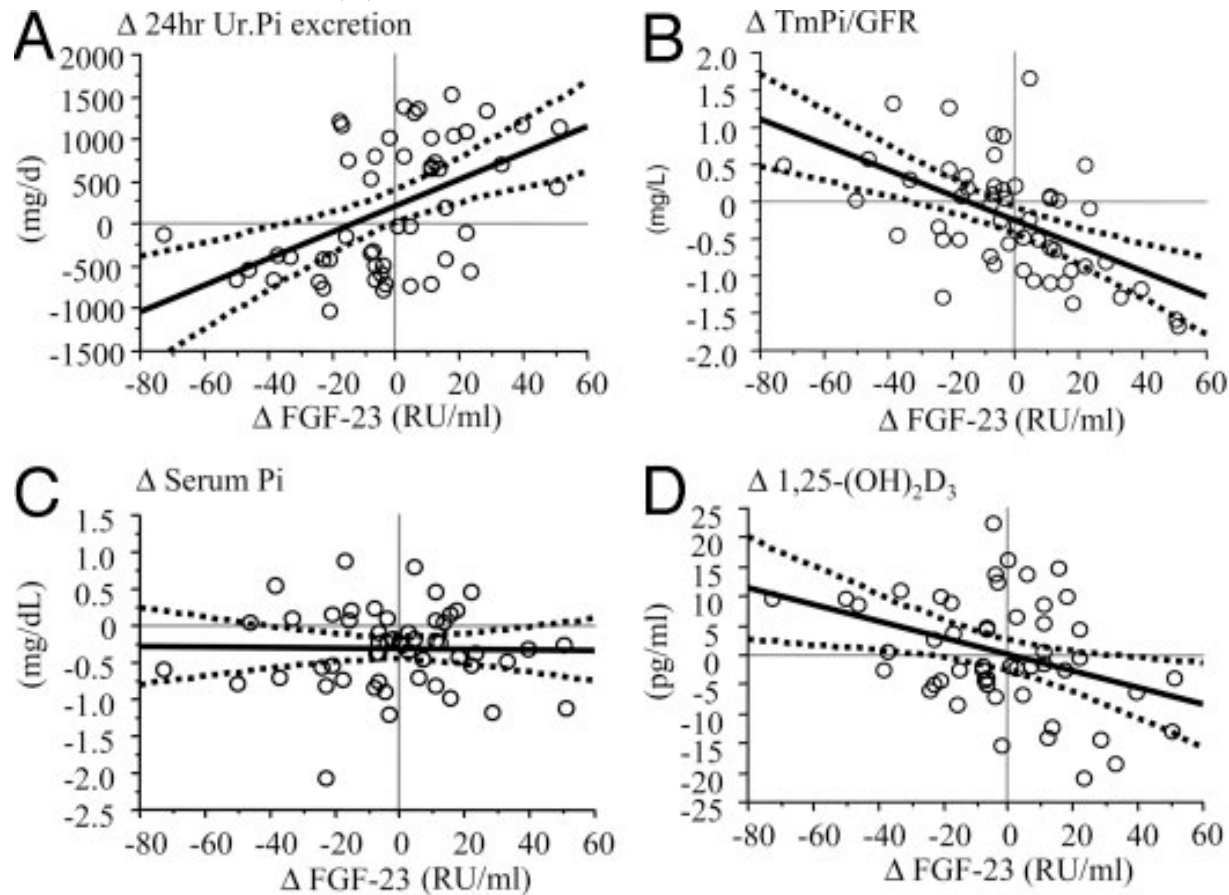 A
Δ 24hr Ur.Pi excretion
2000
1500
1000
500
0
-500
-1000
-1500
(mg/d)
-80 -60 -40 -20 0 20 40 60
Δ FGF-23 (RU/ml)
B
Δ TmPi/GFR
2.0
1.5
1.0
0.5
0
-0.5
-1.0
-1.5
-2.0
(mg/L)
-80 -60 -40 -20 0 20 40 60
Δ FGF-23 (RU/ml)
C
Δ Serum Pi
1.5
1.0
0.5
0
-0.5
-1.0
-1.5
-2.0
-2.5
(mg/dL)
-80 -60 -40 -20 0 20 40 60
Δ FGF-23 (RU/ml)
D
Δ 1,25-(OH)₂D₃
25
20
15
10
5
0
-5
-10
-15
-20
-25
(pg/ml)
-80 -60 -40 -20 0 20 40 60
Δ FGF-23 (RU/ml)